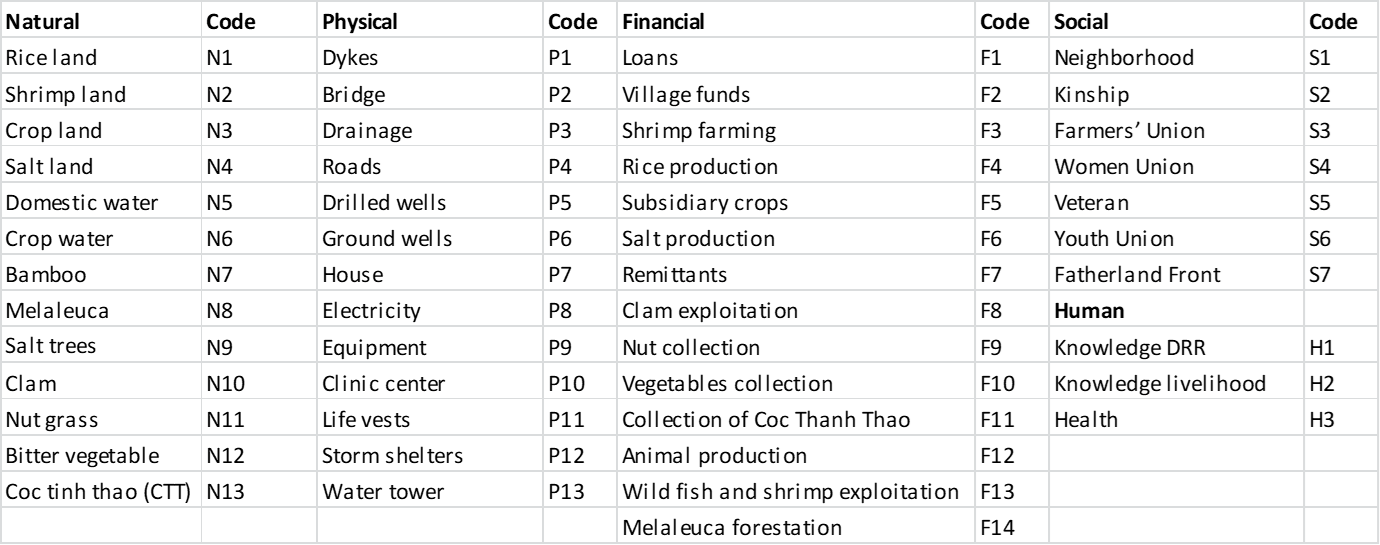 Natural Code Physical Code Financial Code Social Code
Rice land N1 Dykes P1 Loans F1 Neighborhood S1
Shrimp land N2 Bridge P2 Village funds F2 Kinship S2
Crop land N3 Drainage P3 Shrimp farming F3 Farmers’ Union S3
Salt land N4 Roads P4 Rice production F4 Women Union S4
Domestic water N5 Drilled wells P5 Subsidiary crops F5 Veteran S5
Crop water N6 Ground wells P6 Salt production F6 Youth Union S6
Bamboo N7 House P7 Remittants F7 Fatherland Front S7
Melaleuca N8 Electricity P8 Clam exploitation F8 Human
Salt trees N9 Equipment P9 Nut collection F9 Knowledge DRR H1
Clam N10 Clinic center P10 Vegetables collection F10 Knowledge livelihood H2
Nut grass N11 Life vests P11 Collection of Coc Thanh Thao F11 Health H3
Bitter vegetable N12 Storm shelters P12 Animal production F12
Coc tinh thao (CTT) N13 Water tower P13 Wild fish and shrimp exploitation F13
Melaleuca forestation F14